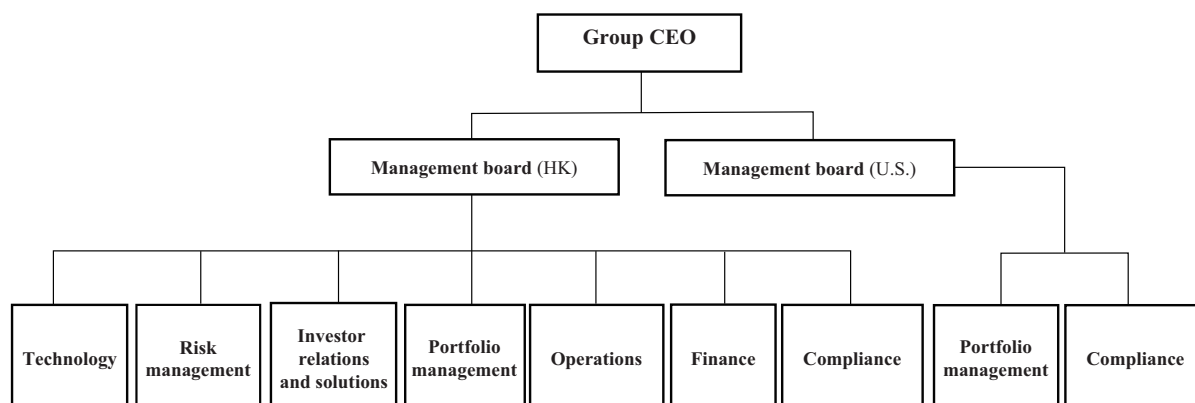 Group CEO
Management board (HK)
Management board (U.S.)
Technology
Risk
management
Investor
relations
and solutions
Portfolio
management
Operations
Finance
Compliance
Portfolio
management
Compliance